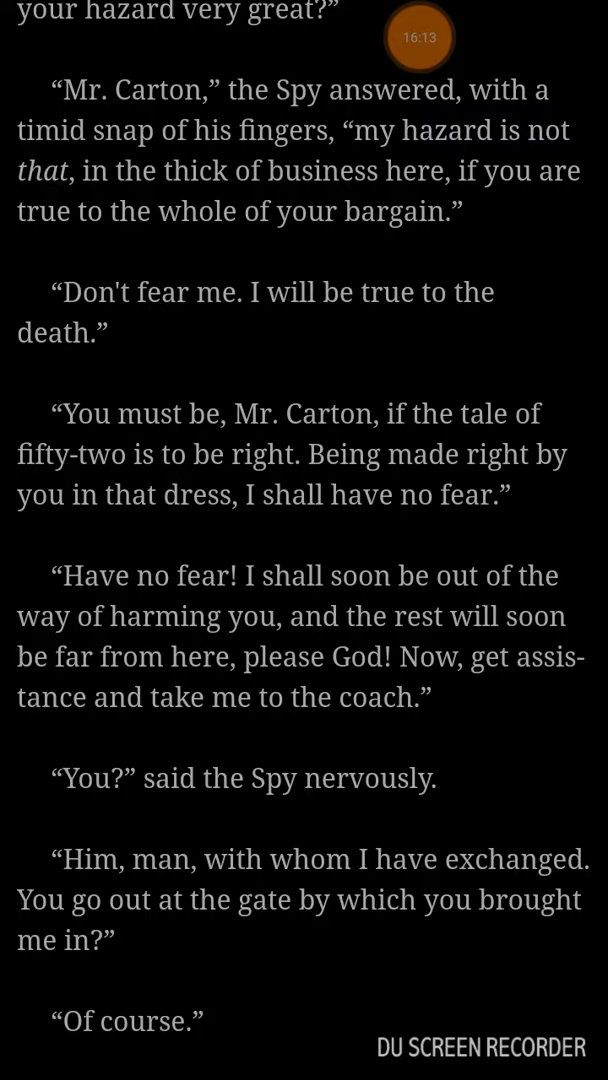 your hazard very great?”
16:13
“Mr. Carton,” the Spy answered, with a
timid snap of his fingers, “my hazard is not
that, in the thick of business here, if you are
true to the whole of your bargain.”
“Don't fear me. I will be true to the
death.”
“You must be, Mr. Carton, if the tale of
fifty-two is to be right. Being made right by
you in that dress, I shall have no fear.”
“Have no fear! I shall soon be out of the
way of harming you, and the rest will soon
be far from here, please God! Now, get assis-
tance and take me to the coach.”
“You?” said the Spy nervously.
“Him, man, with whom I have exchanged.
You go out at the gate by which you brought
me in?”
“Of course.”
DU SCREEN RECORDER